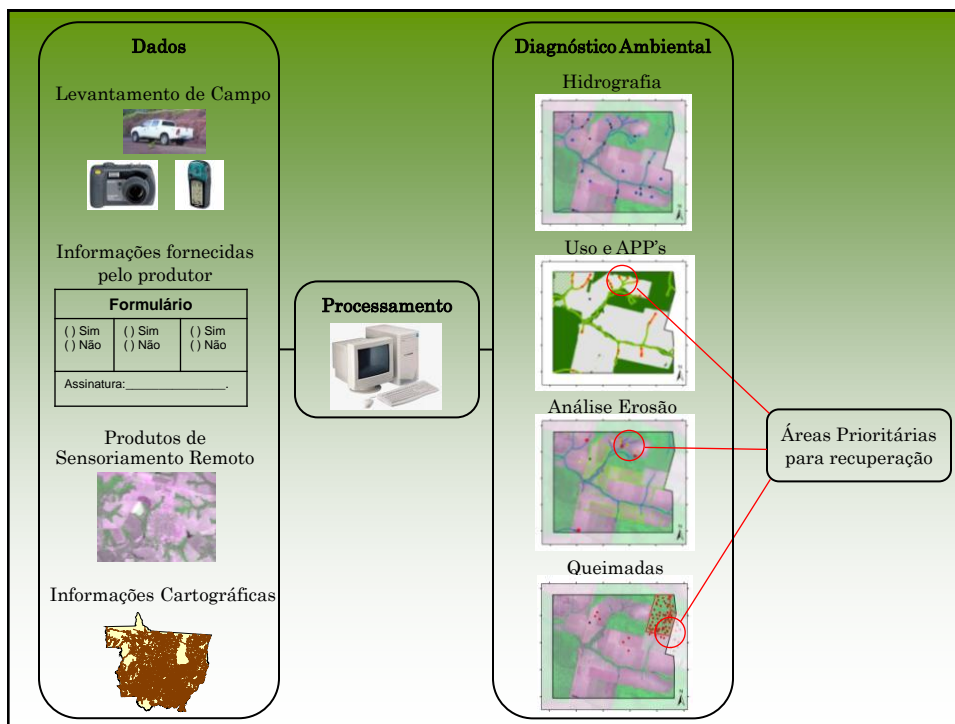 Dados
Levantamento de Campo
Informações fornecidas
pelo produtor
Formulário
( ) Sim ( ) Sim ( ) Sim
( ) Não ( ) Não ( ) Não
Assinatura:_______________.
Produtos de
Sensoriamento Remoto
Informações Cartográficas
Processamento
Diagnóstico Ambiental
Hidrografia
N
Uso e APP's
N
Análise Erosão
N
Queimadas
N
Áreas Prioritárias
para recuperação